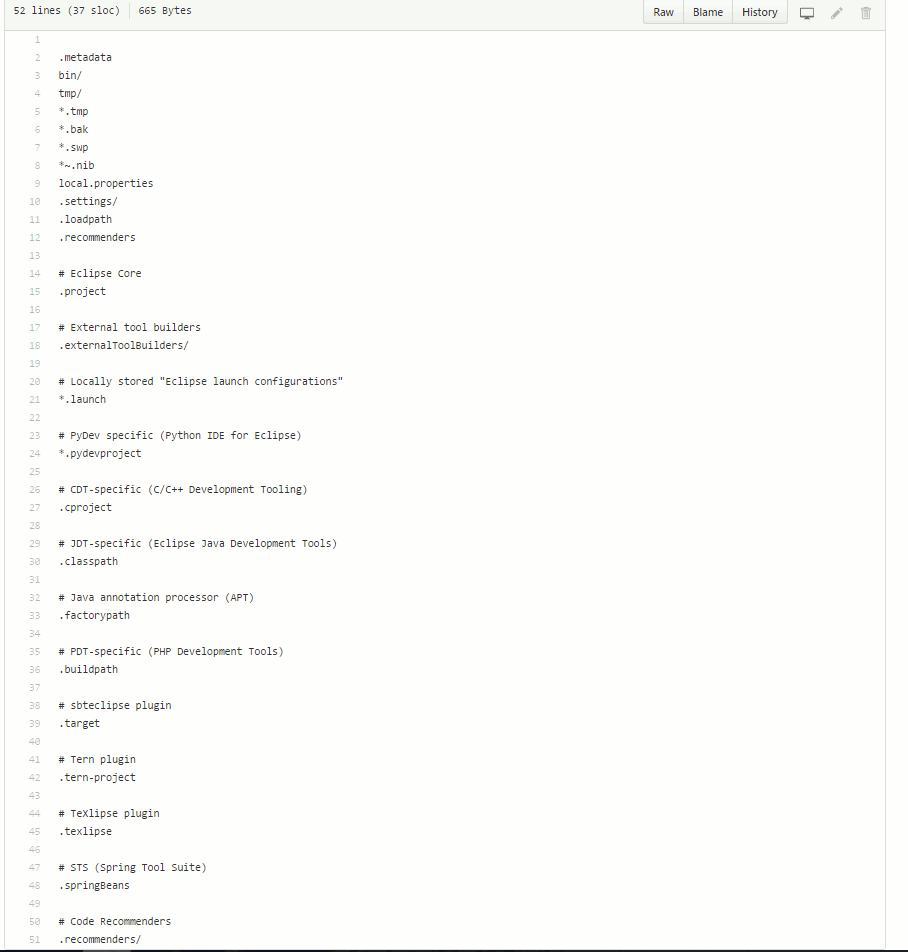 52 lines (37 sloc) 665 Bytes Raw Blame History
1
2 .metadata
3 bin/
4 tmp/
5 *.tmp
6 *.bak
7 *.swp
8 *~.nib
9 local.properties
10 .settings/
11 .loadpath
12 .recommenders
13
14 # Eclipse Core
15 .project
16
17 # External tool builders
18 .externalToolBuilders/
19
20 # Locally stored "Eclipse launch configurations"
21 *.launch
22
23 # PyDev specific (Python IDE for Eclipse)
24 *.pydevproject
25
26 # CDT-specific (C/C++ Development Tooling)
27 .cproject
28
29 # JDT-specific (Eclipse Java Development Tools)
30 .classpath
31
32 # Java annotation processor (APT)
33 .factorypath
34
35 # PDT-specific (PHP Development Tools)
36 .buildpath
37
38 # sbteclipse plugin
39 .target
40
41 # Tern plugin
42 .tern-project
43
44 # TeXlipse plugin
45 .texlipse
46
47 # STS (Spring Tool Suite)
48 .springBeans
49
50 # Code Recommenders
51 .recommenders/